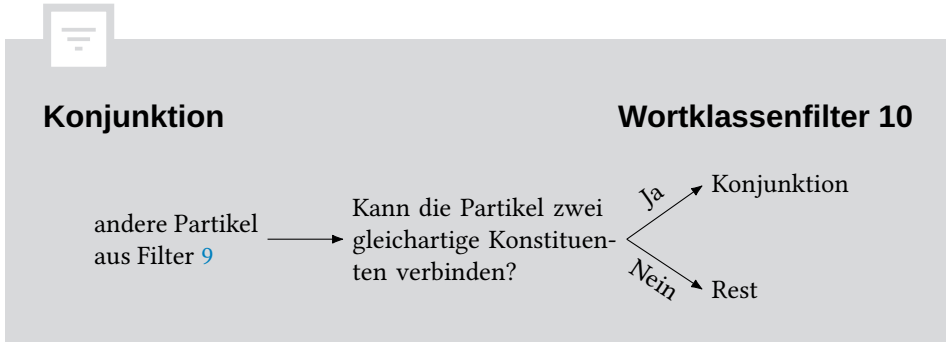 Konjunktion
Wortklassenfilter 10
andere Partikel
aus Filter 9
Kann die Partikel zwei
gleichartige Konstituen-
ten verbinden?
Ja
Konjunktion
Nein
Rest